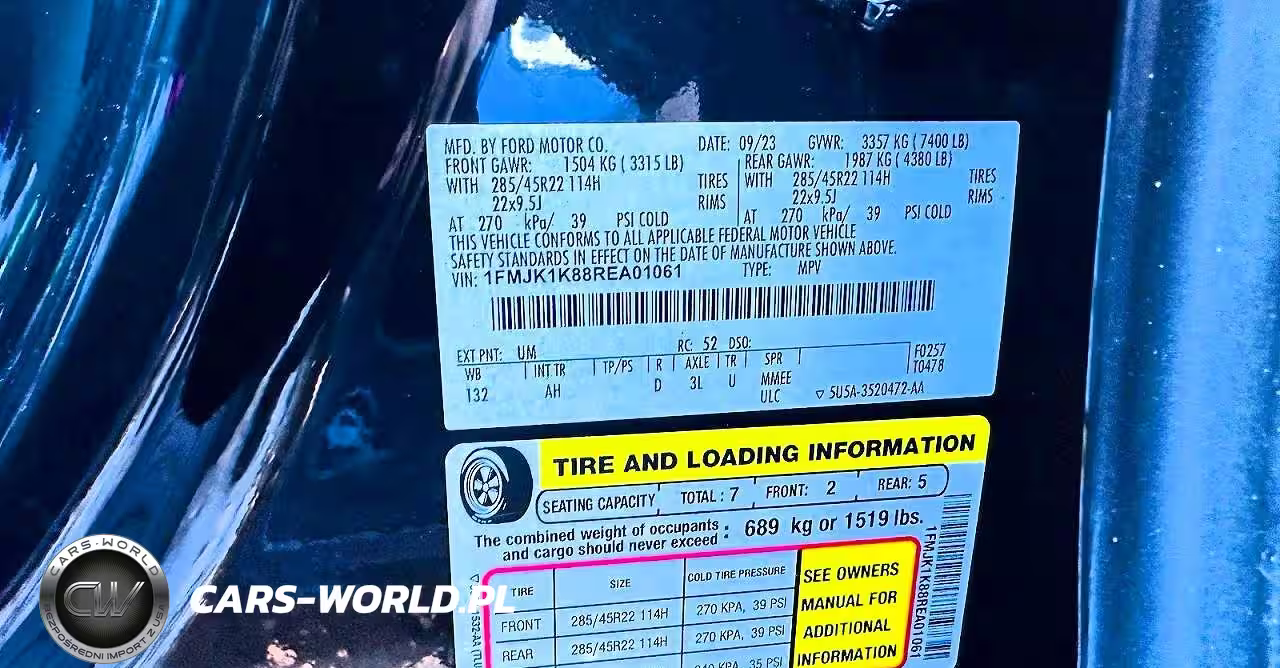 MFD. BY FORD MOTOR CO. DATE: 09/23 GVWR: 3357 KG (7400 LB)
FRONT GAWR: 1504 KG (3315 LB) REAR GAWR: 1987 KG (4380 LB)
WITH 285/45R22 114H TIRES WITH 285/45R22 114H TIRES
22x9.5J RIMS 22x9.5J RIMS
AT 270 kPa/ 39 PSI COLD AT 270 kPa/ 39 PSI COLD
THIS VEHICLE CONFORMS TO ALL APPLICABLE FEDERAL MOTOR VEHICLE
SAFETY STANDARDS IN EFFECT ON THE DATE OF MANUFACTURE SHOWN ABOVE.
VIN: 1FMJK1K88REA01061 TYPE: MPV
EXT PNT: UM RC: 52 DSO:
WB INT TR TP/PS R AXLE TR SPR F0257
T0478
132 AH D 3L U MMEE
ULC ▽ 5U5A-3520472-AA
TIRE AND LOADING INFORMATION
SEATING CAPACITY TOTAL : 7 FRONT: 2 REAR: 5
The combined weight of occupants : 689 kg or 1519 lbs.
and cargo should never exceed :
TIRE SIZE COLD TIRE PRESSURE
FRONT 285/45R22 114H 270 KPA, 39 PSI
REAR 285/45R22 114H 270 KPA, 39 PSI
35 PSI
SEE OWNERS
MANUAL FOR
ADDITIONAL
INFORMATION
1FMJK1K88REA01061
CARS-WORLD
CW
BEZPOŚREDNI IMPORT Z USA
CARS-WORLD.PL